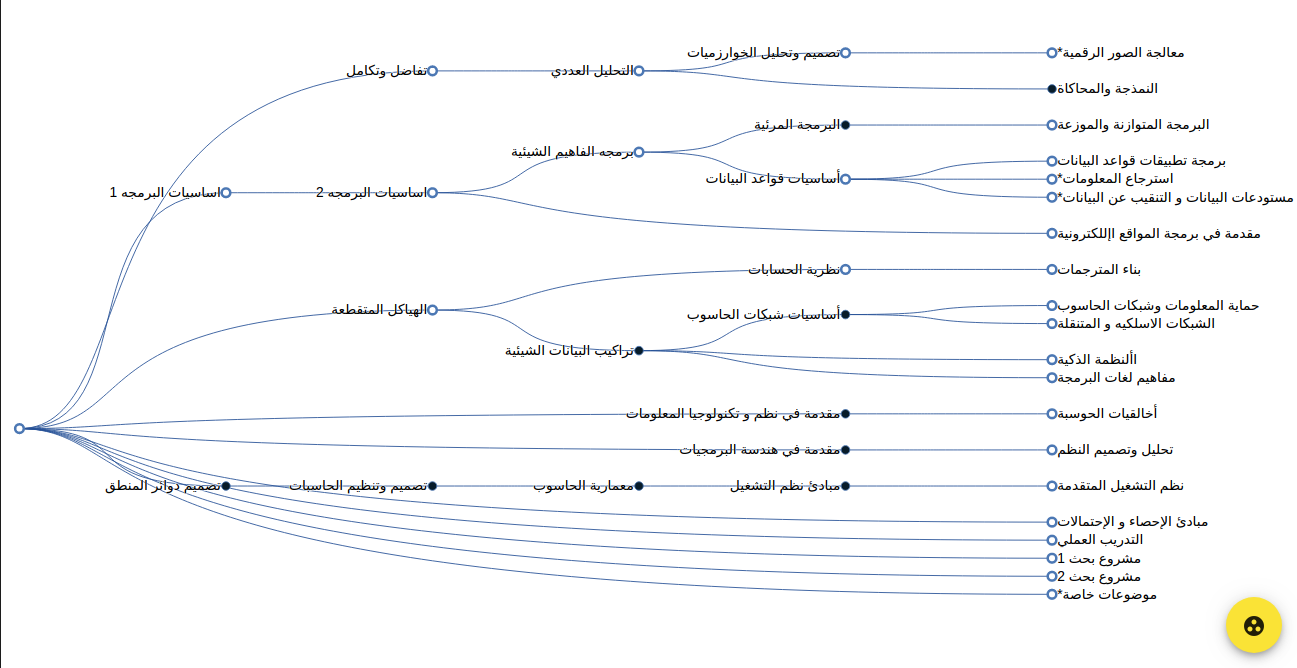 تصميم وتحليل الخوارزميات
معالجة الصور الرقمية*
تفاضل وتكامل
التحليل العددي
النمذجة والمحاكاة
البرمجة المرئية
البرمجة المتوازنة والموزعة
برمجه الفاهيم الشيئية
برمجة تطبيقات قواعد البيانات
أساسيات قواعد البيانات
استرجاع المعلومات*
اساسيات البرمجه 1
اساسيات البرمجه 2
مستودعات البيانات و التنقيب عن البيانات*
مقدمة في برمجة المواقع اإللكترونية
نظرية الحسابات
بناء المترجمات
الهياكل المتقطعة
حماية المعلومات وشبكات الحاسوب
أساسيات شبكات الحاسوب
الشبكات الاسلكيه و المتنقلة
تراكيب البيانات الشيئية
األنظمة الذكية
مفاهيم لغات البرمجة
مقدمة في نظم و تكنولوجيا المعلومات
أخالقيات الحوسبة
مقدمة في هندسة البرمجيات
تحليل وتصميم النظم
تصميم دوائر المنطق
تصميم وتنظيم الحاسبات
معمارية الحاسوب
مبادئ نظم التشغيل
نظم التشغيل المتقدمة
مبادئ الإحصاء و الإحتمالات
التدريب العملي
مشروع بحث 1
مشروع بحث 2
موضوعات خاصة*